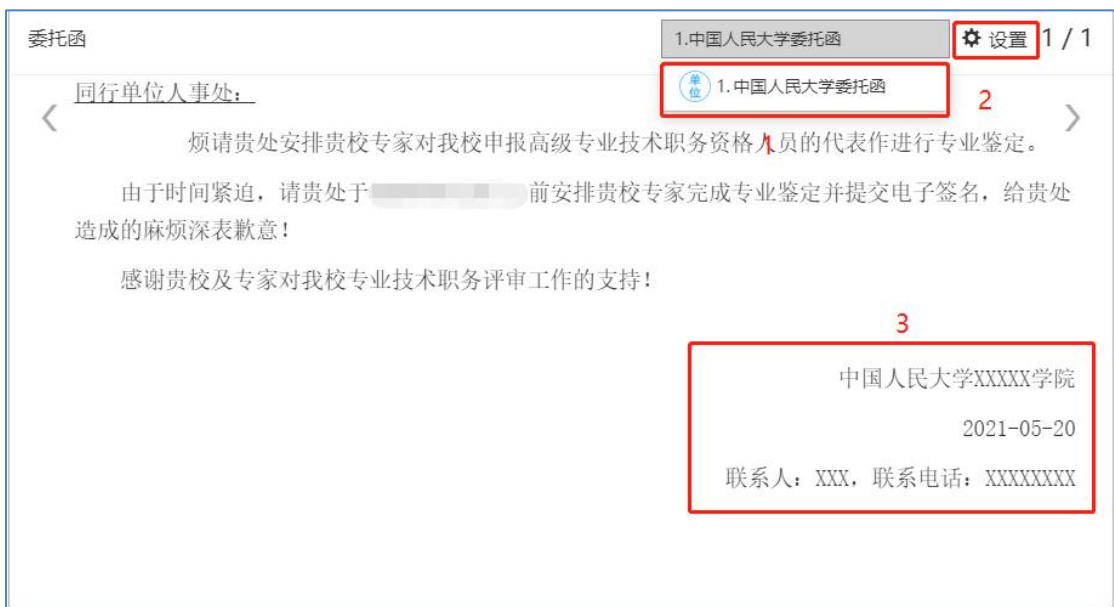 委托函
1.中国人民大学委托函
设置
1 / 1
单位
1.中国人民大学委托函
2
同行单位人事处:
1
烦请贵处安排贵校专家对我校申报高级专业技术职务资格人员的代表作进行专业鉴定。
由于时间紧迫，请贵处于 前安排贵校专家完成专业鉴定并提交电子签名，给贵处
造成的麻烦深表歉意!
感谢贵校及专家对我校专业技术职务评审工作的支持!
3
中国人民大学XXXXX学院
2021-05-20
联系人: XXX, 联系电话: XXXXXXXX